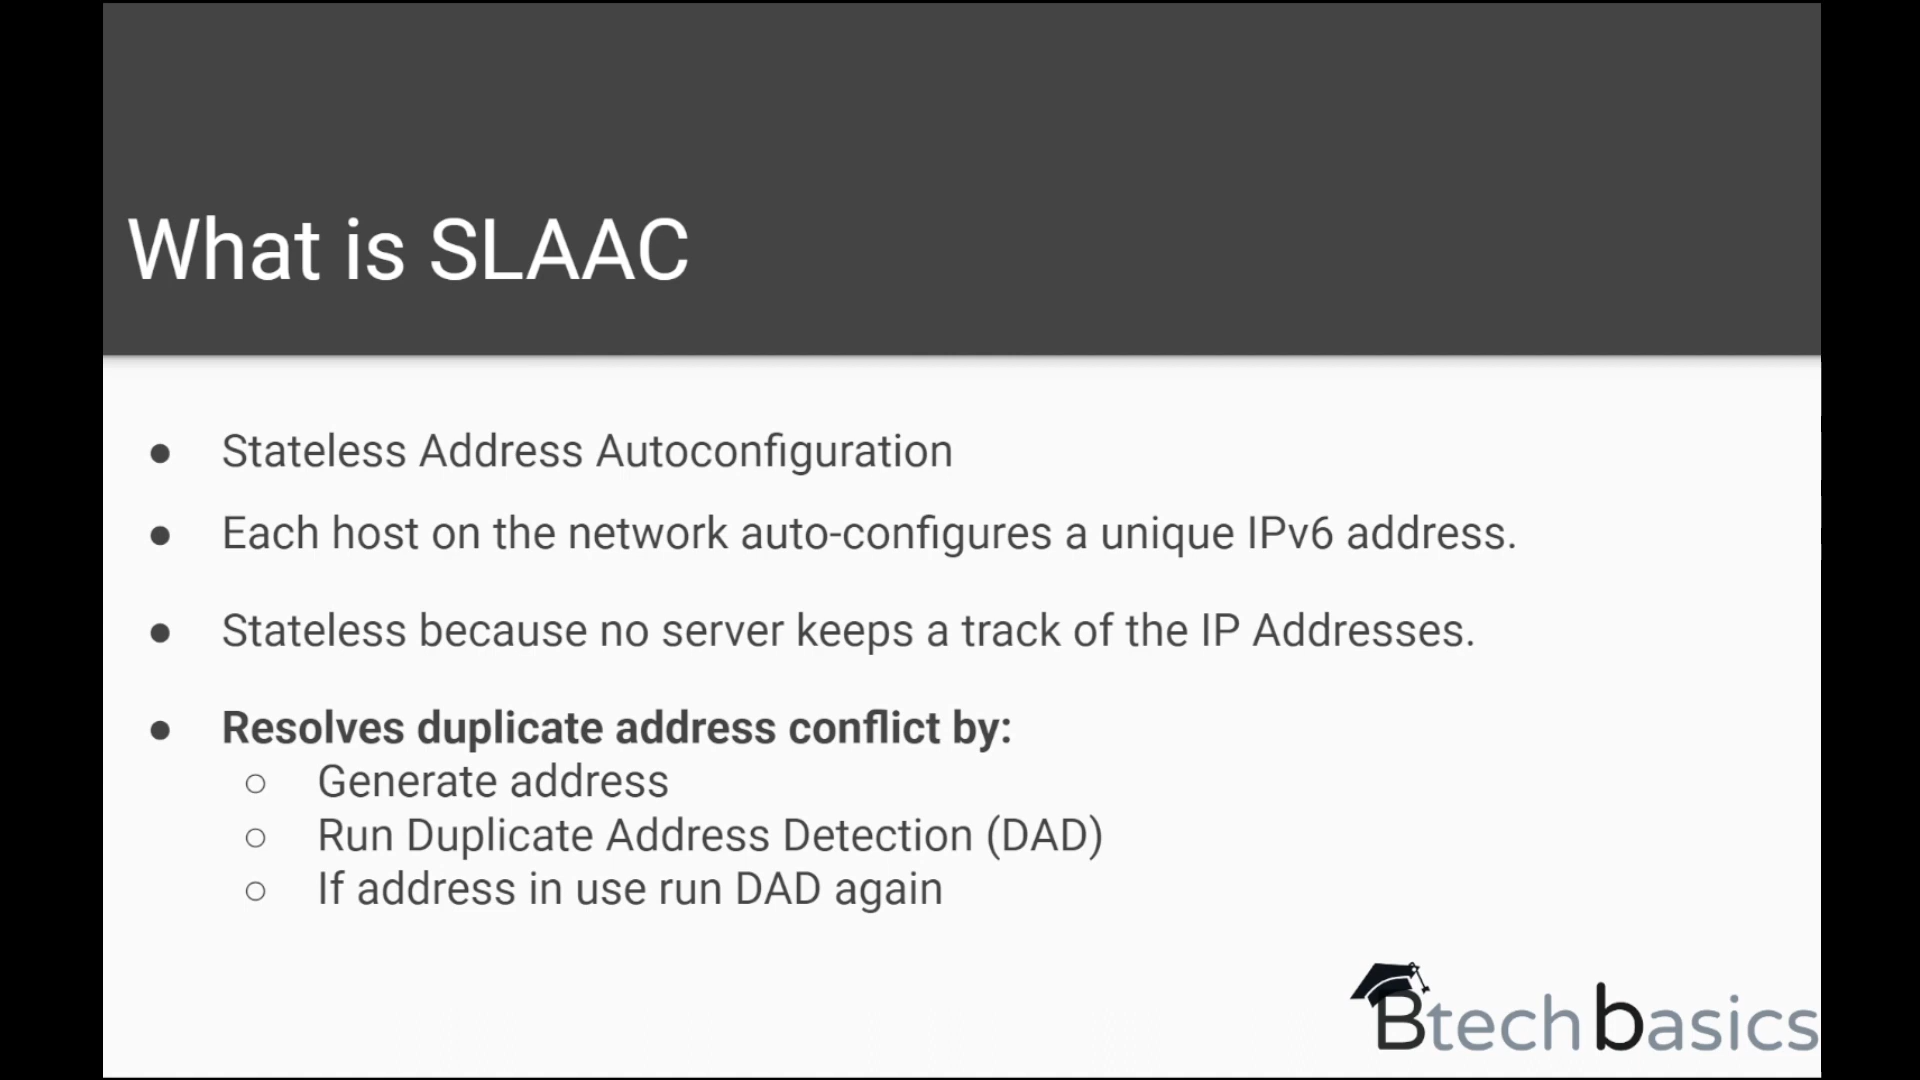 What is SLAAC
● Stateless Address Autoconfiguration
● Each host on the network auto-configures a unique IPv6 address.
● Stateless because no server keeps a track of the IP Addresses.
● Resolves duplicate address conflict by:
○ Generate address
○ Run Duplicate Address Detection (DAD)
○ If address in use run DAD again
Btechbasics